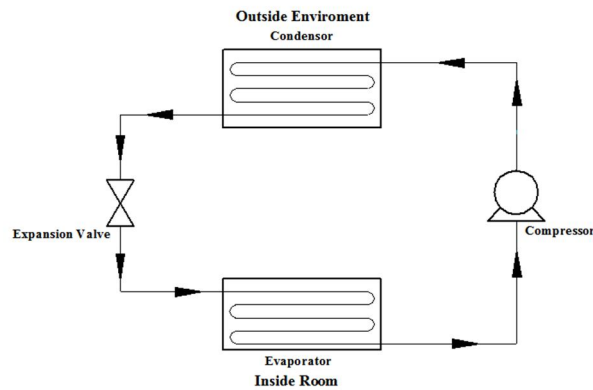 Outside Enviroment
Condensor
Expansion Valve
Compressor
Evaporator
Inside Room